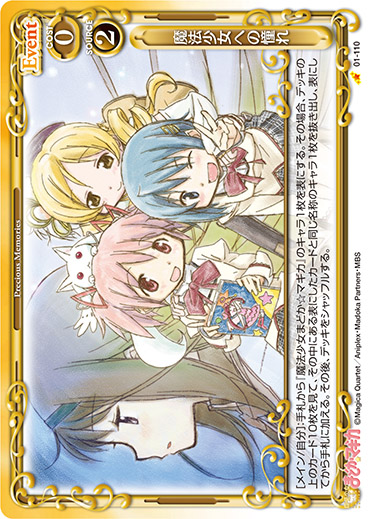 Event
COST
0
SOURCE
2
魔法少女への憧れ
01-110
Precious Memories
[メイン/自分]:手札から『魔法少女まどか☆マギカ』のキャラ1枚を表にする。その場合、デッキの
上のカード10枚を見て、その中にある表にしたカードと同じ名称のキャラ1枚を抜き出し、表にし
てから手札に加える。その後、デッキをシャッフルする。
©Magica Quartet／Aniplex・Madoka Partners・MBS